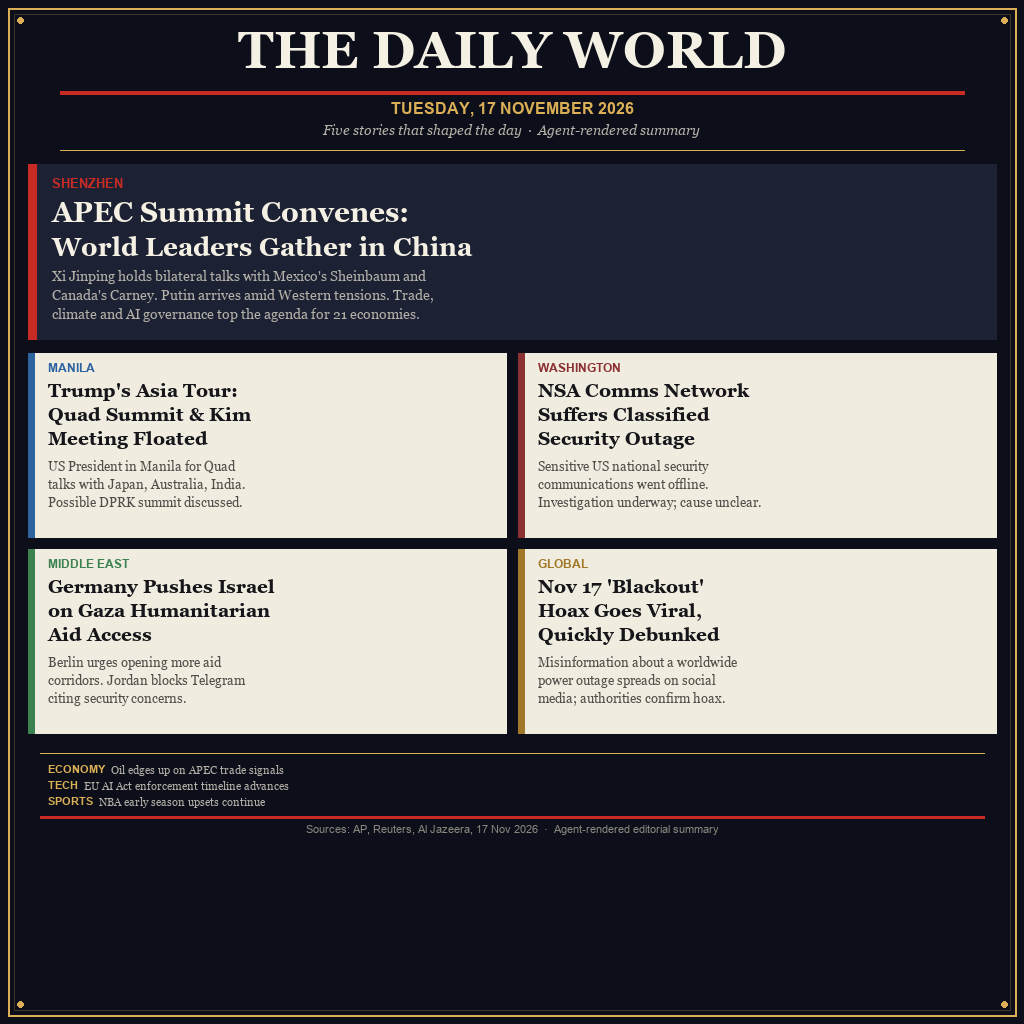 THE DAILY WORLD
TUESDAY, 17 NOVEMBER 2026
Five stories that shaped the day · Agent-rendered summary
SHENZHEN
APEC Summit Convenes:
World Leaders Gather in China
Xi Jinping holds bilateral talks with Mexico's Sheinbaum and
Canada's Carney. Putin arrives amid Western tensions. Trade,
climate and AI governance top the agenda for 21 economies.
MANILA
Trump's Asia Tour:
Quad Summit & Kim
Meeting Floated
US President in Manila for Quad
talks with Japan, Australia, India.
Possible DPRK summit discussed.
WASHINGTON
NSA Comms Network
Suffers Classified
Security Outage
Sensitive US national security
communications went offline.
Investigation underway; cause unclear.
MIDDLE EAST
Germany Pushes Israel
on Gaza Humanitarian
Aid Access
Berlin urges opening more aid
corridors. Jordan blocks Telegram
citing security concerns.
GLOBAL
Nov 17 'Blackout'
Hoax Goes Viral,
Quickly Debunked
Misinformation about a worldwide
power outage spreads on social
media; authorities confirm hoax.
ECONOMY Oil edges up on APEC trade signals
TECH EU AI Act enforcement timeline advances
SPORTS NBA early season upsets continue
Sources: AP, Reuters, Al Jazeera, 17 Nov 2026 · Agent-rendered editorial summary